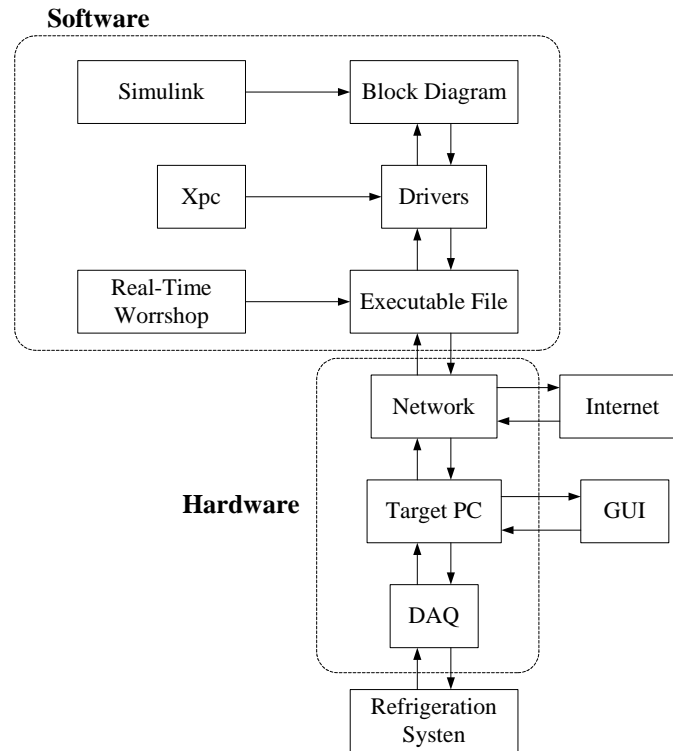 Software
Simulink
Block Diagram
Xpc
Drivers
Real-Time
Worrshop
Executable File
Network
Internet
Hardware
Target PC
GUI
DAQ
Refrigeration
Systen